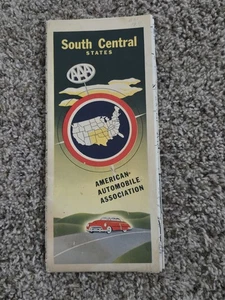 South Central
STATES
AAA
AMERICAN
AUTOMOBILE
ASSOCIATION